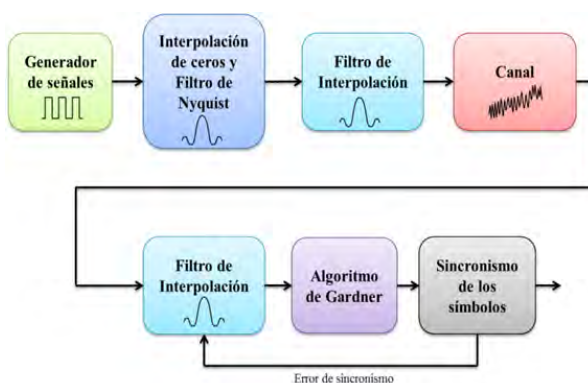 Generador
de señales
Interpolación
de ceros y
Filtro de
Nyquist
Filtro de
Interpolación
Canal
Filtro de
Interpolación
Algoritmo
de Gardner
Sincronismo
de los
símbolos
Error de sincronismo